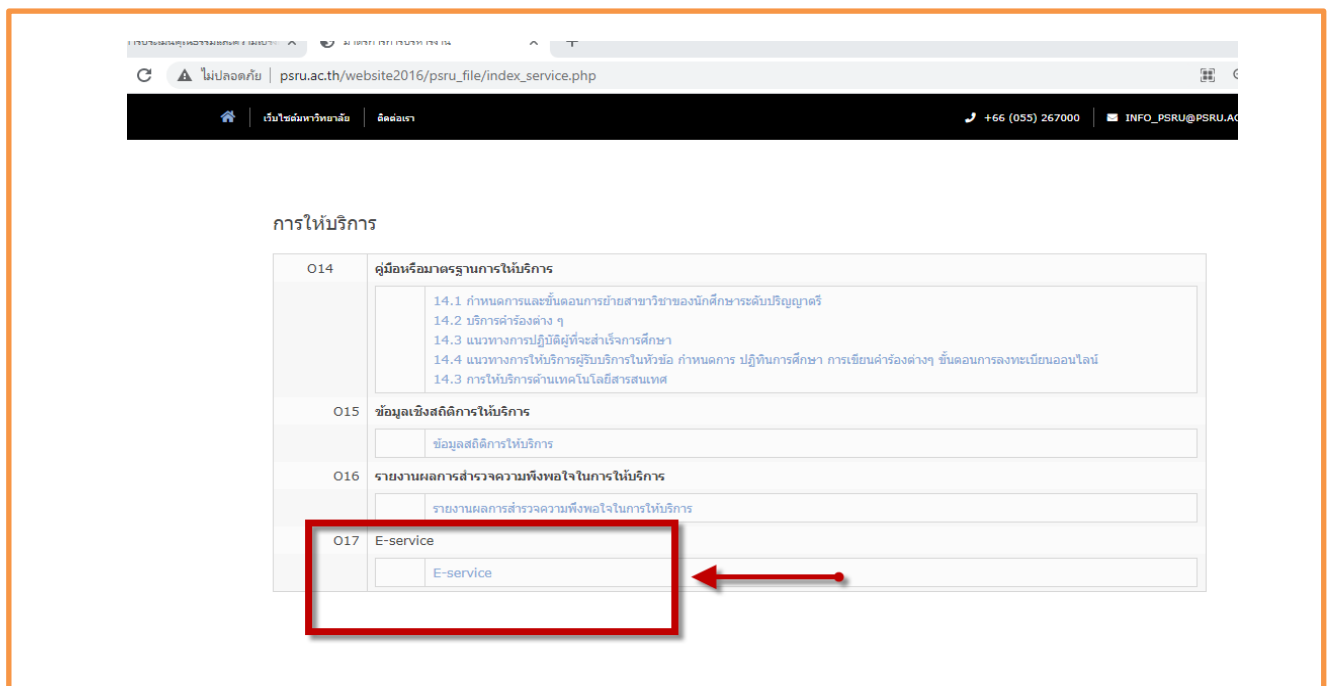 ไม่ปลอดภัย psru.ac.th/website2016/psru_file/index_service.php
เว็บไซต์มหาวิทยาลัย ติดต่อเรา +66 (055) 267000 INFO_PSRU@PSRU.AC
การให้บริการ
O14 คู่มือหรือมาตรฐานการให้บริการ
14.1 กำหนดการและขั้นตอนการย้ายสาขาวิชาของนักศึกษาระดับปริญญาตรี
14.2 บริการคำร้องต่าง ๆ
14.3 แนวทางการปฏิบัติผู้ที่จะสำเร็จการศึกษา
14.4 แนวทางการให้บริการผู้รับบริการในหัวข้อ กำหนดการ ปฏิทินการศึกษา การเขียนคำร้องต่างๆ ขั้นตอนการลงทะเบียนออนไลน์
14.3 การให้บริการด้านเทคโนโลยีสารสนเทศ
O15 ข้อมูลเชิงสถิติการให้บริการ
ข้อมูลสถิติการให้บริการ
O16 รายงานผลการสำรวจความพึงพอใจในการให้บริการ
รายงานผลการสำรวจความพึงพอใจในการให้บริการ
O17 E-service
E-service